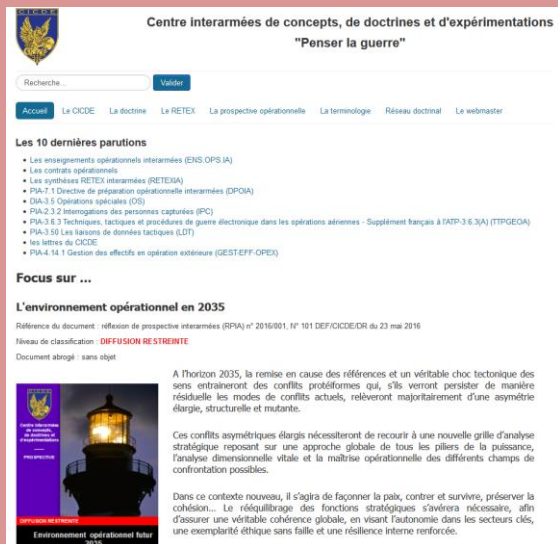 CICDE
Centre interarmées de concepts, de doctrines et d'expérimentations
"Penser la guerre"
Recherche...
Valider
Accueil Le CICDE La doctrine Le RETEX La prospective opérationnelle La terminologie Réseau doctrinal Le webmaster
Les 10 dernières parutions
Les enseignements opérationnels interarmées (ENS.OPS.IA)
Les contrats opérationnels
Les synthèses RETEX interarmées (RETEXIA)
PIA-7.1 Directive de préparation opérationnelle interarmées (DPOIA)
DIA-3.5 Opérations spéciales (OS)
PIA-2.3.2 Interrogations des personnes capturées (IPC)
PIA-3.6.3 Techniques, tactiques et procédures de guerre électronique dans les opérations aériennes - Supplément français à l'ATP-3.6.3(A) (TTPGEOA)
PIA-3.50 Les liaisons de données tactiques (LDT)
les lettres du CICDE
PIA-4.14.1 Gestion des effectifs en opération extérieure (GEST-EFF-OPEX)
Focus sur ...
L'environnement opérationnel en 2035
Référence du document : réflexion de prospective interarmées (RPIA) n° 2016/001, N° 101 DEF/CICDE/DR du 23 mai 2016
Niveau de classification : DIFFUSION RESTREINTE
Document abrogé : sans objet
A l'horizon 2035, la remise en cause des références et un véritable choc tectonique des
sens entraineront des conflits protéiformes qui, s'ils verront persister de manière
résiduelle les modes de conflits actuels, relèveront majoritairement d'une asymétrie
élargie, structurelle et mutante.
Ces conflits asymétriques élargis nécessiteront de recourir à une nouvelle grille d'analyse
stratégique reposant sur une approche globale de tous les piliers de la puissance,
l'analyse dimensionnelle vitale et la maîtrise opérationnelle des différents champs de
confrontation possibles.
Dans ce contexte nouveau, il s'agira de façonner la paix, contrer et survivre, préserver la
cohésion... Le rééquilibrage des fonctions stratégiques s'avérera nécessaire, afin
d'assurer une véritable cohérence globale, en visant l'autonomie dans les secteurs clés,
une exemplarité éthique sans faille et une résilience interne renforcée.
Centre interarmées
de concepts,
de doctrines et
d'expérimentations
PROSPECTIVE
DIFFUSION RESTREINTE
Environnement opérationnel futur
2035